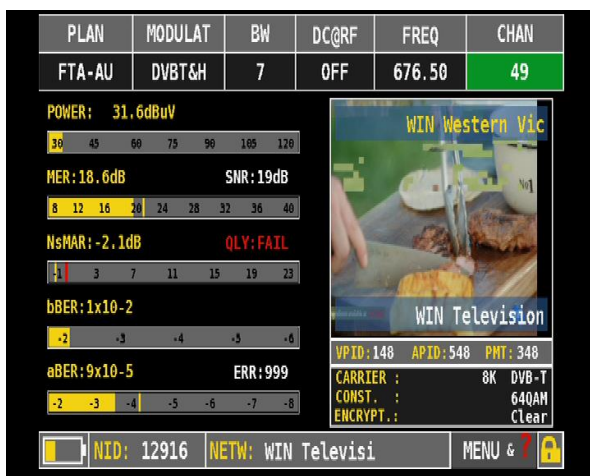 PLAN MODULAT BW DC@RF FREQ CHAN
FTA-AU DVBT&H 7 OFF 676.50 49
POWER: 31.6dBuV
30 45 60 75 90 105 120
MER:18.6dB SNR:19dB
8 12 16 20 24 28 32 36 40
NsMAR:-2.1dB QLY:FAIL
-1 3 7 11 15 19 23
bBER:1x10-2
-2 -3 -4 -5 -6
aBER:9x10-5 ERR:999
-2 -3 -4 -5 -6 -7 -8
WIN Western Vic
No1
WIN Television
VPID:148 APID:548 PMT:348
CARRIER : 8K DVB-T
CONST. : 64QAM
ENCRYPT.: Clear
NID: 12916 NETW: WIN Televisi MENU & ?